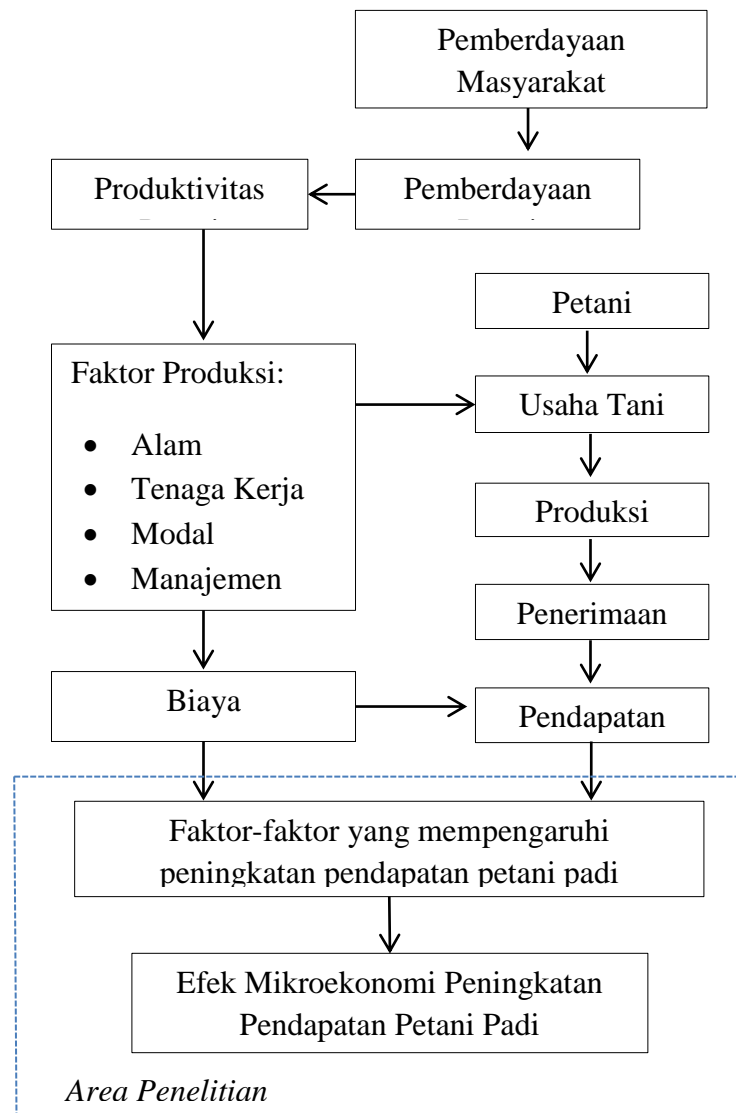 Pemberdayaan
Masyarakat
Produktivitas
Pemberdayaan
Petani
Faktor Produksi:
• Alam
• Tenaga Kerja
• Modal
• Manajemen
Usaha Tani
Produksi
Penerimaan
Biaya
Pendapatan
Faktor-faktor yang mempengaruhi
peningkatan pendapatan petani padi
Efek Mikroekonomi Peningkatan
Pendapatan Petani Padi
Area Penelitian